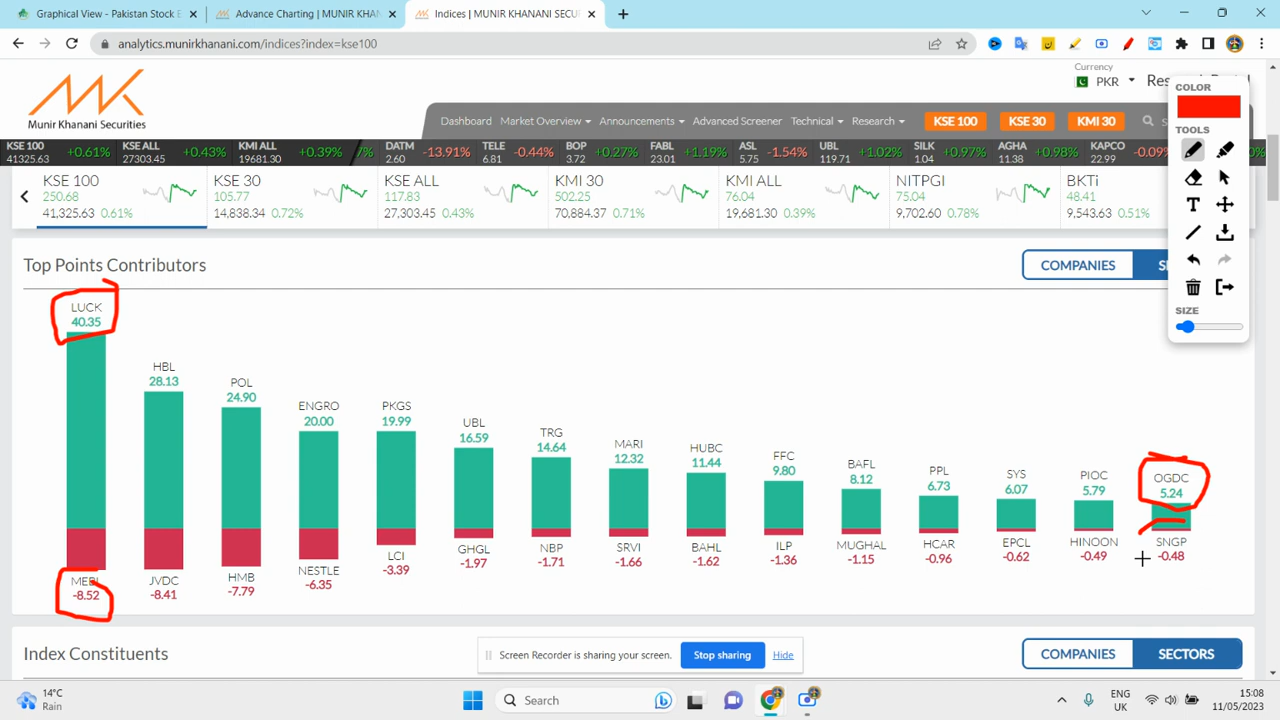 Graphical View - Pakistan Stock E
Advance Charting | MUNIR KHAN
Indices | MUNIR KHANANI SECU
analytics.munirkhanani.com/indices?index=kse100
Munir Khanani Securities
Currency
PKR
Dashboard Market Overview Announcements Advanced Screener Technical Research KSE 100 KSE 30 KMI 30
COLOR
TOOLS
SIZE
KSE 100 41325.63 +0.61%
KSE ALL 27303.45 +0.43%
KMI ALL 19681.30 +0.39%
DATM 2.60 -13.91%
TELE 6.81 -0.44%
BOP 3.72 +0.27%
FABL 23.01 +1.19%
ASL 5.75 -1.54%
UBL 119.71 +1.02%
SILK 1.04 +0.97%
AGHA 11.38 +0.98%
KAPCO 22.99 -0.09%
KSE 100
250.68
41,325.63 0.61%
KSE 30
105.77
14,838.34 0.72%
KSE ALL
117.83
27,303.45 0.43%
KMI 30
502.25
70,884.37 0.71%
KMI ALL
76.04
19,681.30 0.39%
NITPGI
75.04
9,702.60 0.78%
BKTi
48.41
9,543.63 0.51%
Top Points Contributors
COMPANIES
LUCK
40.35
HBL
28.13
POL
24.90
ENGRO
20.00
PKGS
19.99
UBL
16.59
TRG
14.64
MARI
12.32
HUBC
11.44
FFC
9.80
BAFL
8.12
PPL
6.73
SYS
6.07
PIOC
5.79
OGDC
5.24
MEBL
-8.52
JVDC
-8.41
HMB
-7.79
NESTLE
-6.35
LCI
-3.39
GHGL
-1.97
NBP
-1.71
SRVI
-1.66
BAHL
-1.62
ILP
-1.36
MUGHAL
-1.15
HCAR
-0.96
EPCL
-0.62
HINOON
-0.49
SNGP
-0.48
Index Constituents
COMPANIES SECTORS
Screen Recorder is sharing your screen. Stop sharing Hide
14°C
Rain
Search
ENG
UK
15:08
11/05/2023